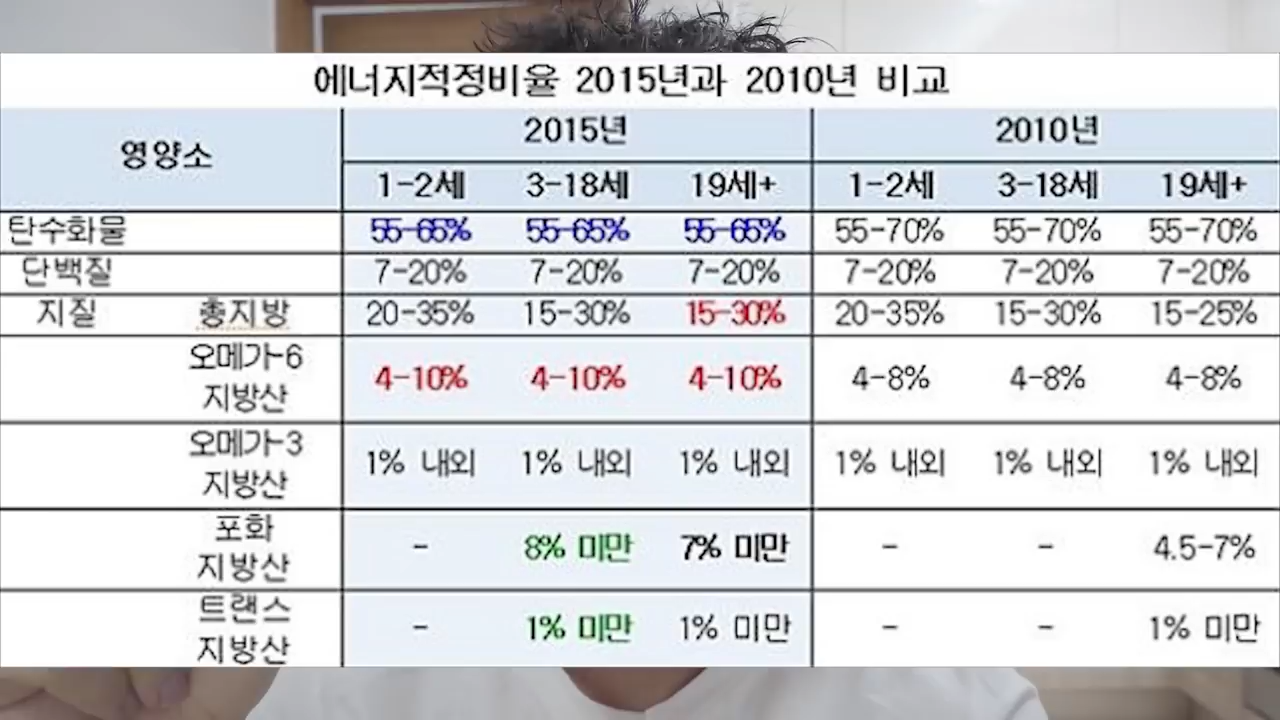 에너지적정비율 2015년과 2010년 비교
영양소 2015년 2010년
1-2세 3-18세 19세+ 1-2세 3-18세 19세+
탄수화물 55-65% 55-65% 55-65% 55-70% 55-70% 55-70%
단백질 7-20% 7-20% 7-20% 7-20% 7-20% 7-20%
지질 총지방 20-35% 15-30% 15-30% 20-35% 15-30% 15-25%
오메가-6
지방산 4-10% 4-10% 4-10% 4-8% 4-8% 4-8%
오메가-3
지방산 1% 내외 1% 내외 1% 내외 1% 내외 1% 내외 1% 내외
포화
지방산 - 8% 미만 7% 미만 - - 4.5-7%
트랜스
지방산 - 1% 미만 1% 미만 - - 1% 미만